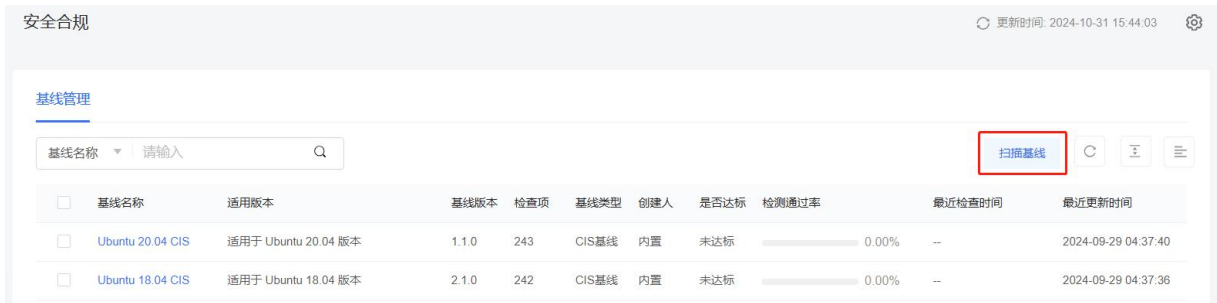 安全合规 更新时间: 2024-10-31 15:44:03
基线管理
基线名称 请输入 扫描基线
基线名称 适用版本 基线版本 检查项 基线类型 创建人 是否达标 检测通过率 最近检查时间 最近更新时间
Ubuntu 20.04 CIS 适用于 Ubuntu 20.04 版本 1.1.0 243 CIS基线 内置 未达标 0.00% -- 2024-09-29 04:37:40
Ubuntu 18.04 CIS 适用于 Ubuntu 18.04 版本 2.1.0 242 CIS基线 内置 未达标 0.00% -- 2024-09-29 04:37:36